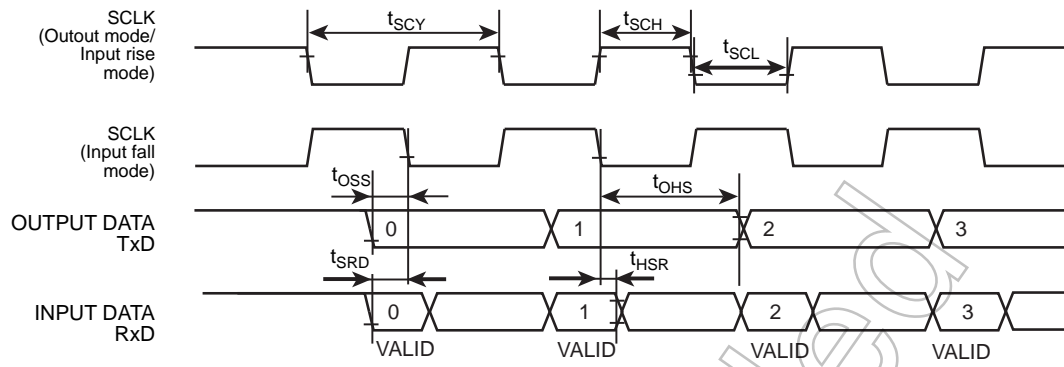 SCLK
(Outout mode/
Input rise
mode)
tSCY
tSCH
tSCL
SCLK
(Input fall
mode)
tOSS
tOHS
OUTPUT DATA
TxD
0
1
2
3
tSRD
tHSR
INPUT DATA
RxD
0
1
2
3
VALID
VALID
VALID
VALID